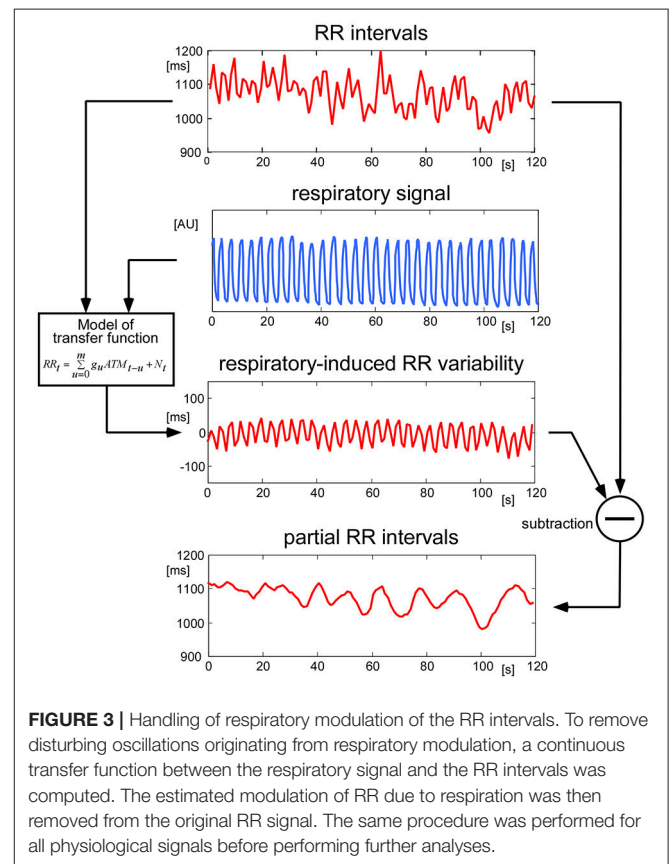 RR intervals
1200
[ms]
1100
1000
900
0 20 40 60 80 100 [s] 120
respiratory signal
[AU]
0 20 40 60 80 100 120
Model of
transfer function
m
RRt = ∑ guATMt−u + Nt
u=0
respiratory-induced RR variability
100
[ms]
0
-100
0 20 40 60 80 100 [s] 120
subtraction
partial RR intervals
1200
[ms]
1100
1000
900
0 20 40 60 80 100 [s] 120
FIGURE 3 | Handling of respiratory modulation of the RR intervals. To remove
disturbing oscillations originating from respiratory modulation, a continuous
transfer function between the respiratory signal and the RR intervals was
computed. The estimated modulation of RR due to respiration was then
removed from the original RR signal. The same procedure was performed for
all physiological signals before performing further analyses.